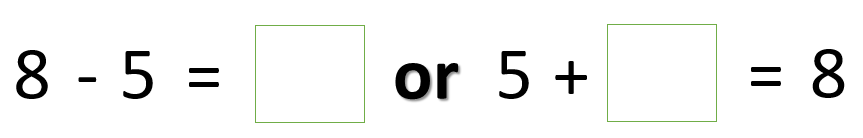 8 - 5 = or 5 + = 8